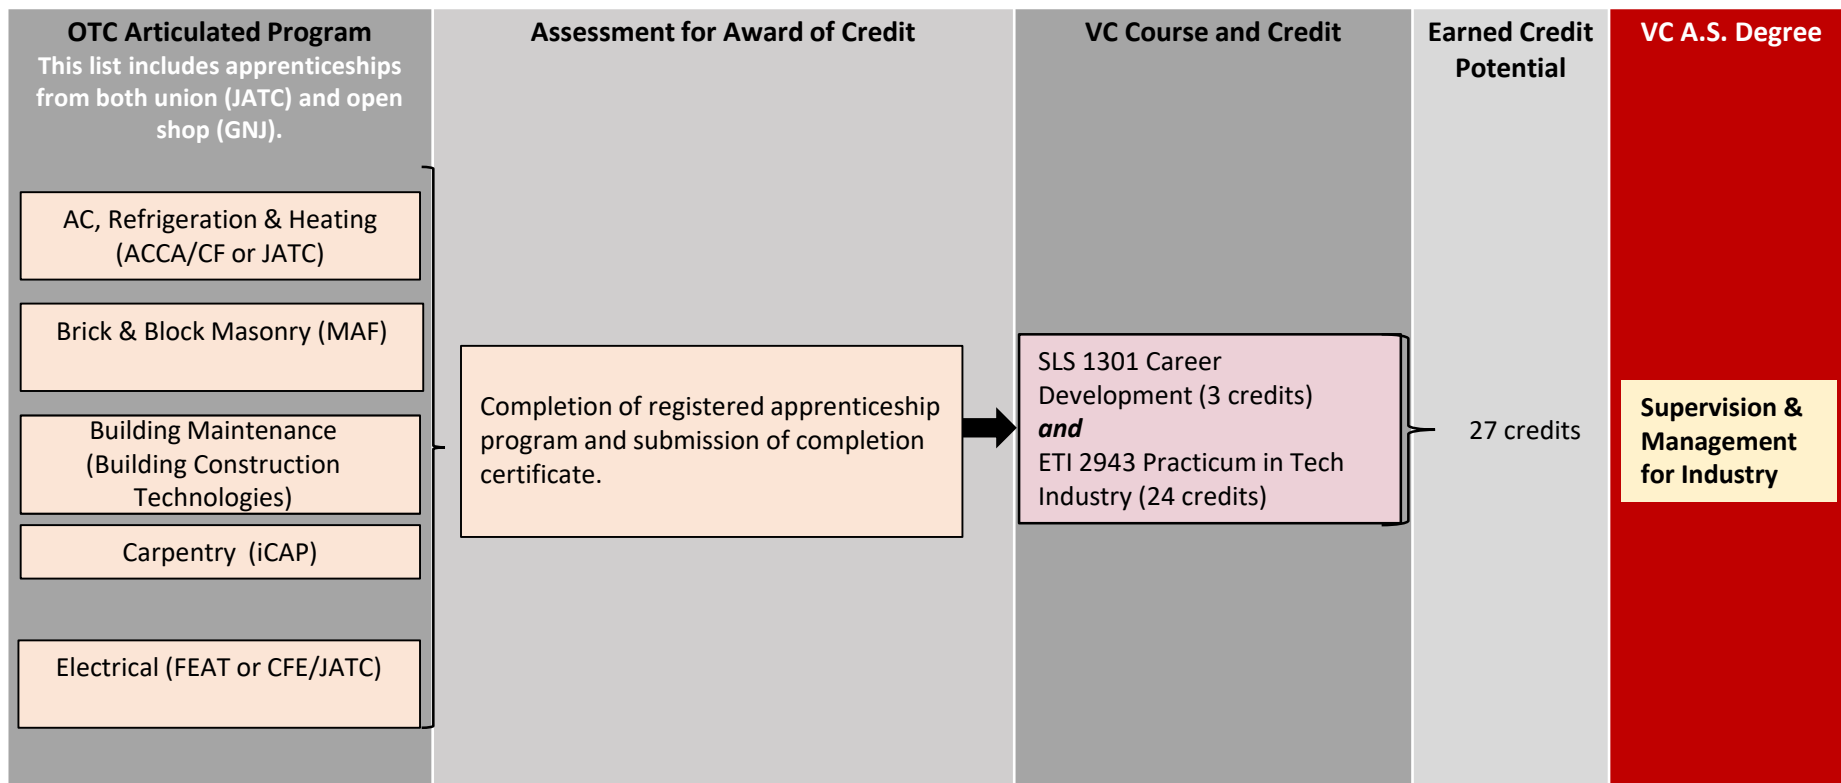 OTC Articulated Program
This list includes apprenticeships
from both union (JATC) and open
shop (GNJ).
AC, Refrigeration & Heating
(ACCA/CF or JATC)
Brick & Block Masonry (MAF)
Building Maintenance
(Building Construction
Technologies)
Carpentry (iCAP)
Electrical (FEAT or CFE/JATC)
Assessment for Award of Credit
Completion of registered apprenticeship
program and submission of completion
certificate.
VC Course and Credit
SLS 1301 Career
Development (3 credits)
and
ETI 2943 Practicum in Tech
Industry (24 credits)
Earned Credit
Potential
27 credits
VC A.S. Degree
Supervision &
Management
for Industry